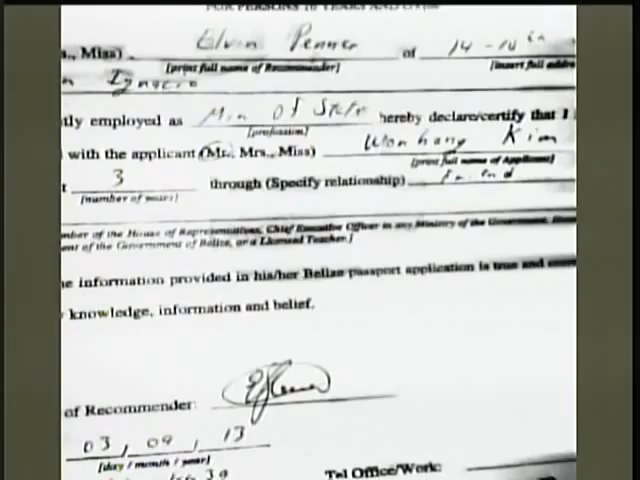 FOR PERSONS 16 YEARS AND OVER
s., Miss) Elvin Penner of 14-10
[print full name of Recommender] [insert full addre
n Ignacio
tly employed as Min of State hereby declare/certify that I
[profession]
with the applicant (Mr., Mrs., Miss) Wonhong Kim
[print full name of Applicant]
t 3 through (Specify relationship) friend
[number of years]
mber of the House of Representatives, Chief Executive Officer in any Ministry of the Government,
ent of the Government of Belize, or a Licensed Teacher.]
e information provided in his/her Belize passport application is true and
knowledge, information and belief.
of Recommender:
03/09/13
[day / month / year]
Tel Office/Work: